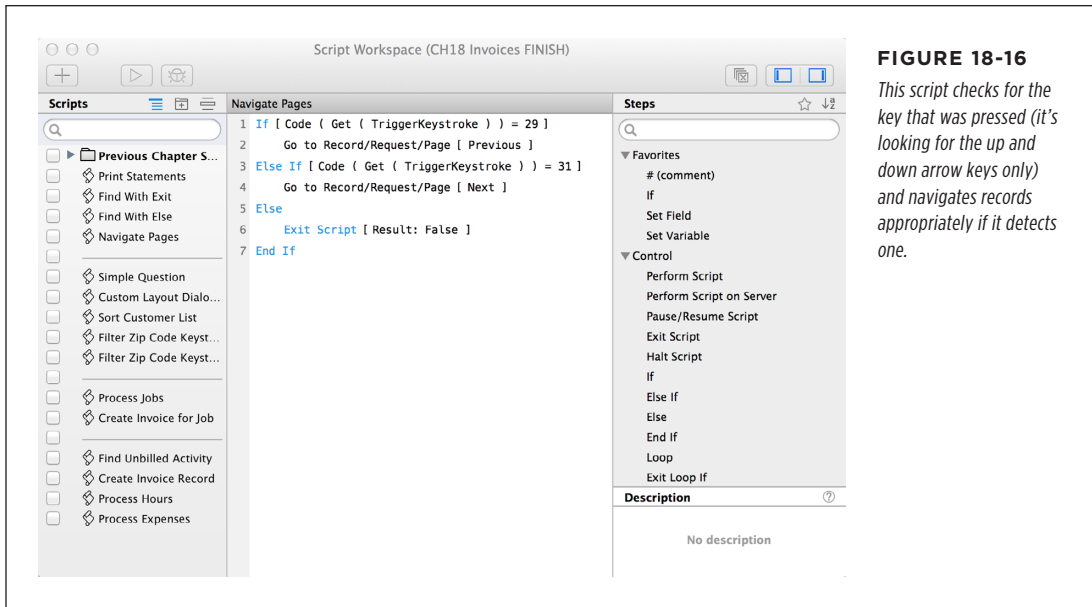 Script Workspace (CH18 Invoices FINISH)
Scripts
Previous Chapter S...
Print Statements
Find With Exit
Find With Else
Navigate Pages
Simple Question
Custom Layout Dialo...
Sort Customer List
Filter Zip Code Keyst...
Filter Zip Code Keyst...
Process Jobs
Create Invoice for Job
Find Unbilled Activity
Create Invoice Record
Process Hours
Process Expenses
Navigate Pages
1 If [ Code ( Get ( TriggerKeystroke ) ) = 29 ]
2 Go to Record/Request/Page [ Previous ]
3 Else If [ Code ( Get ( TriggerKeystroke ) ) = 31 ]
4 Go to Record/Request/Page [ Next ]
5 Else
6 Exit Script [ Result: False ]
7 End If
Steps
Favorites
# (comment)
If
Set Field
Set Variable
Control
Perform Script
Perform Script on Server
Pause/Resume Script
Exit Script
Halt Script
If
Else If
Else
End If
Loop
Exit Loop If
Description
No description
FIGURE 18-16
This script checks for the
key that was pressed (it's
looking for the up and
down arrow keys only)
and navigates records
appropriately if it detects
one.